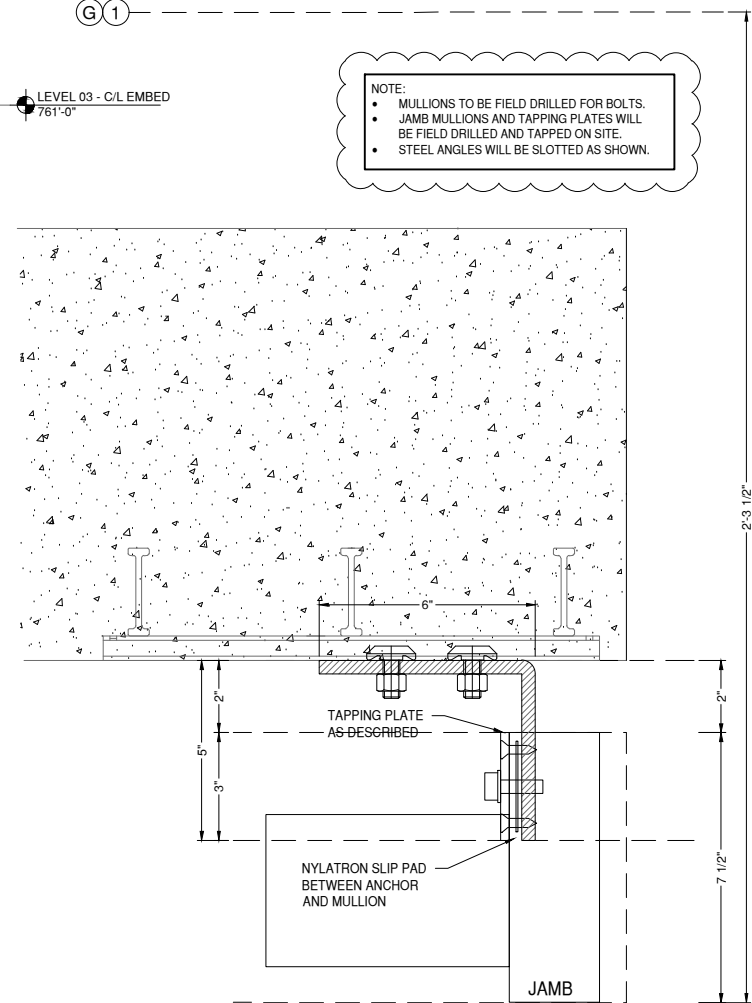 G 1
LEVEL 03 - C/L EMBED
761'-0"
NOTE:
• MULLIONS TO BE FIELD DRILLED FOR BOLTS.
• JAMB MULLIONS AND TAPPING PLATES WILL
BE FIELD DRILLED AND TAPPED ON SITE.
• STEEL ANGLES WILL BE SLOTTED AS SHOWN.
2'-3 1/2"
6"
2"
2"
TAPPING PLATE
AS DESCRIBED
5"
3"
7 1/2"
NYLATRON SLIP PAD
BETWEEN ANCHOR
AND MULLION
JAMB